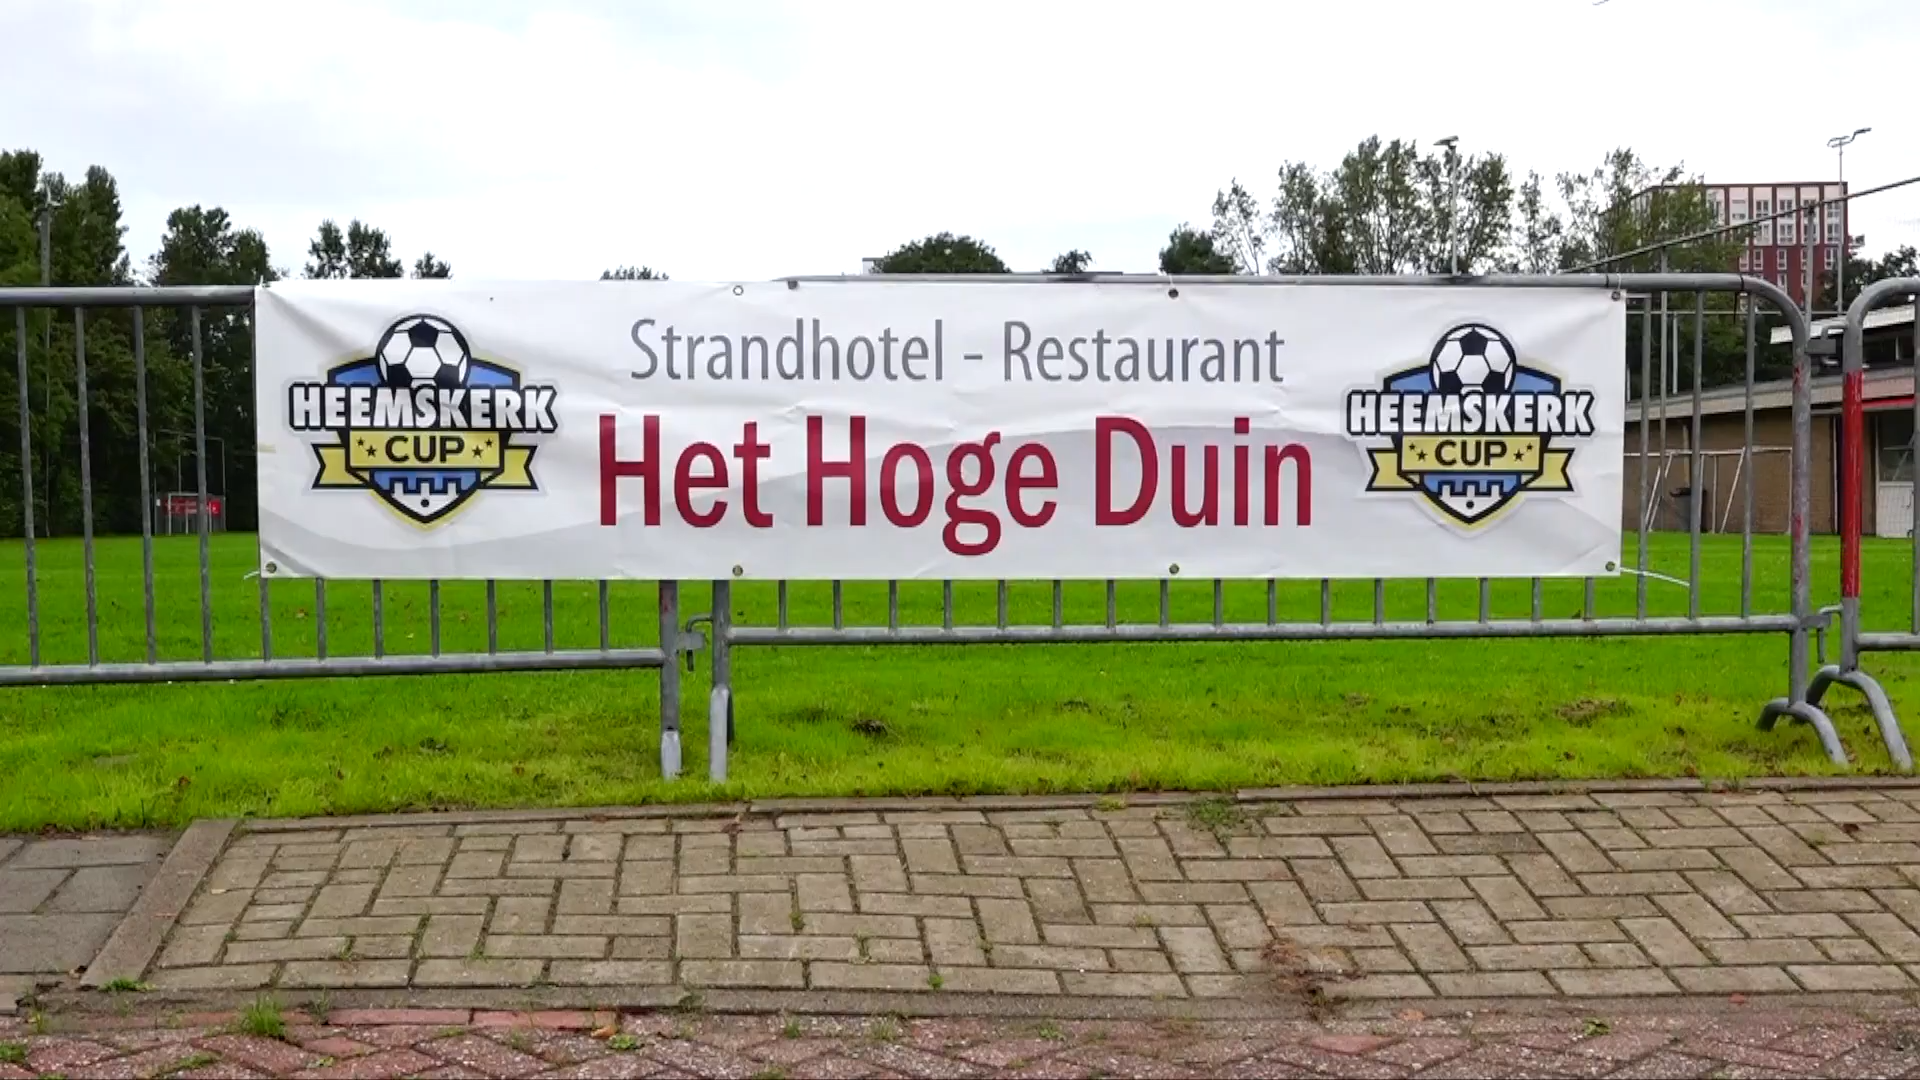 Strandhotel - Restaurant
Het Hoge Duin
HEEMSKERK
CUP
HEEMSKERK
CUP